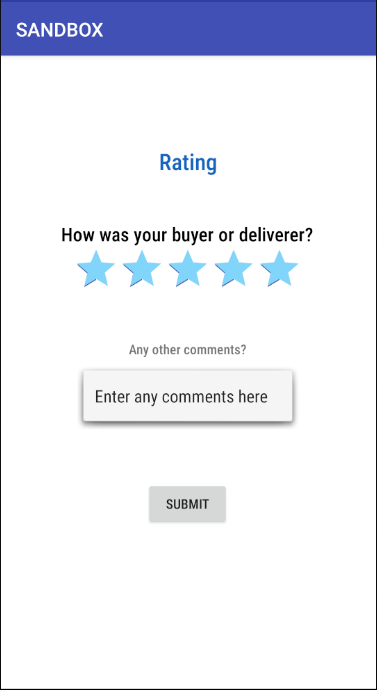 SANDBOX
Rating
How was your buyer or deliverer?
Any other comments?
Enter any comments here
SUBMIT